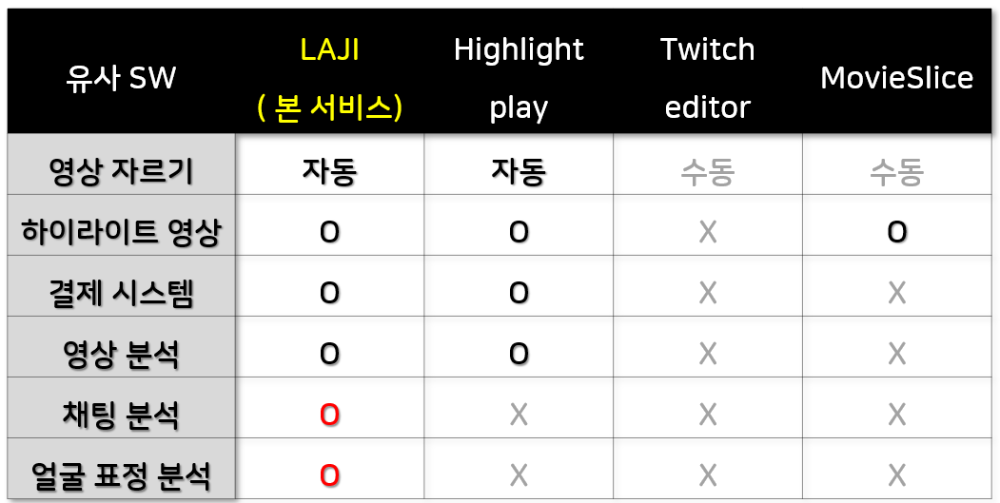 유사 SW LAJI ( 본 서비스) Highlight play Twitch editor MovieSlice
영상 자르기 자동 자동 수동 수동
하이라이트 영상 O O X O
결제 시스템 O O X X
영상 분석 O O X X
채팅 분석 O X X X
얼굴 표정 분석 O X X X